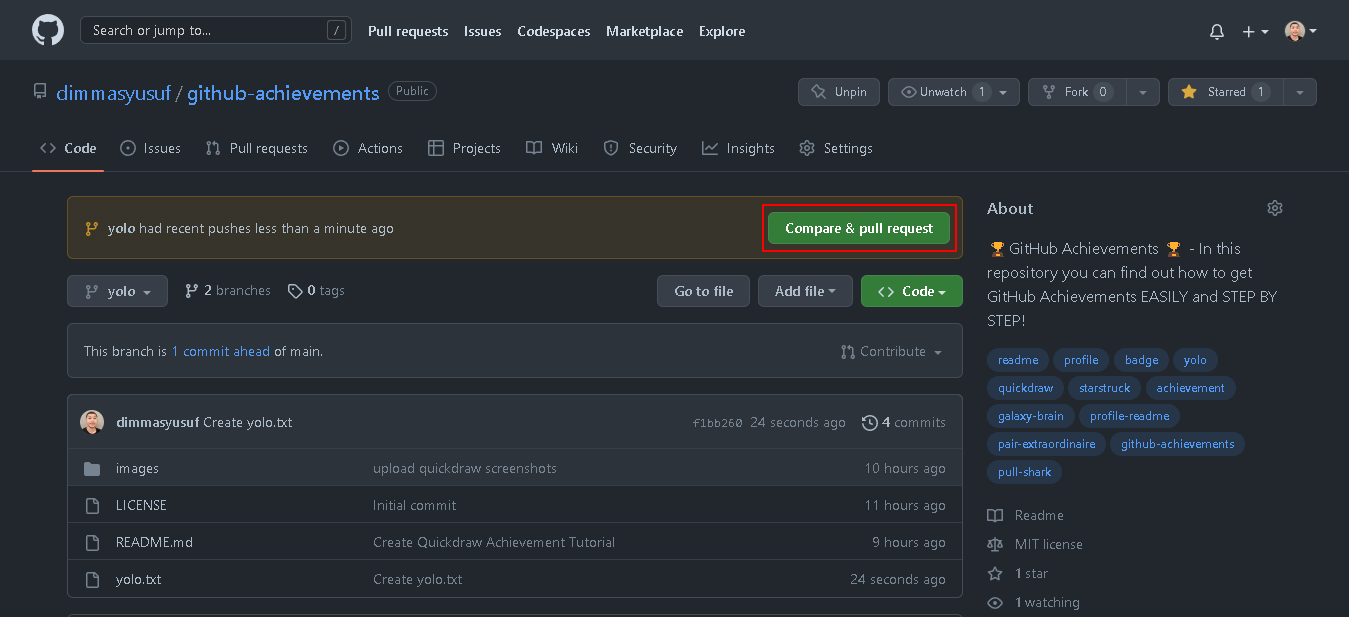 Search or jump to... /
Pull requests Issues Codespaces Marketplace Explore
dimmasyusuf / github-achievements Public
Unpin Unwatch 1 Fork 0 Starred 1
Code Issues Pull requests Actions Projects Wiki Security Insights Settings
yolo had recent pushes less than a minute ago Compare & pull request
yolo 2 branches 0 tags Go to file Add file Code
This branch is 1 commit ahead of main. Contribute
dimmasyusuf Create yolo.txt f1bb260 24 seconds ago 4 commits
images upload quickdraw screenshots 10 hours ago
LICENSE Initial commit 11 hours ago
README.md Create Quickdraw Achievement Tutorial 9 hours ago
yolo.txt Create yolo.txt 24 seconds ago
About
🏆 GitHub Achievements 🏆 - In this
repository you can find out how to get
GitHub Achievements EASILY and STEP BY
STEP!
readme profile badge yolo
quickdraw starstruck achievement
galaxy-brain profile-readme
pair-extraordinaire github-achievements
pull-shark
Readme
MIT license
1 star
1 watching